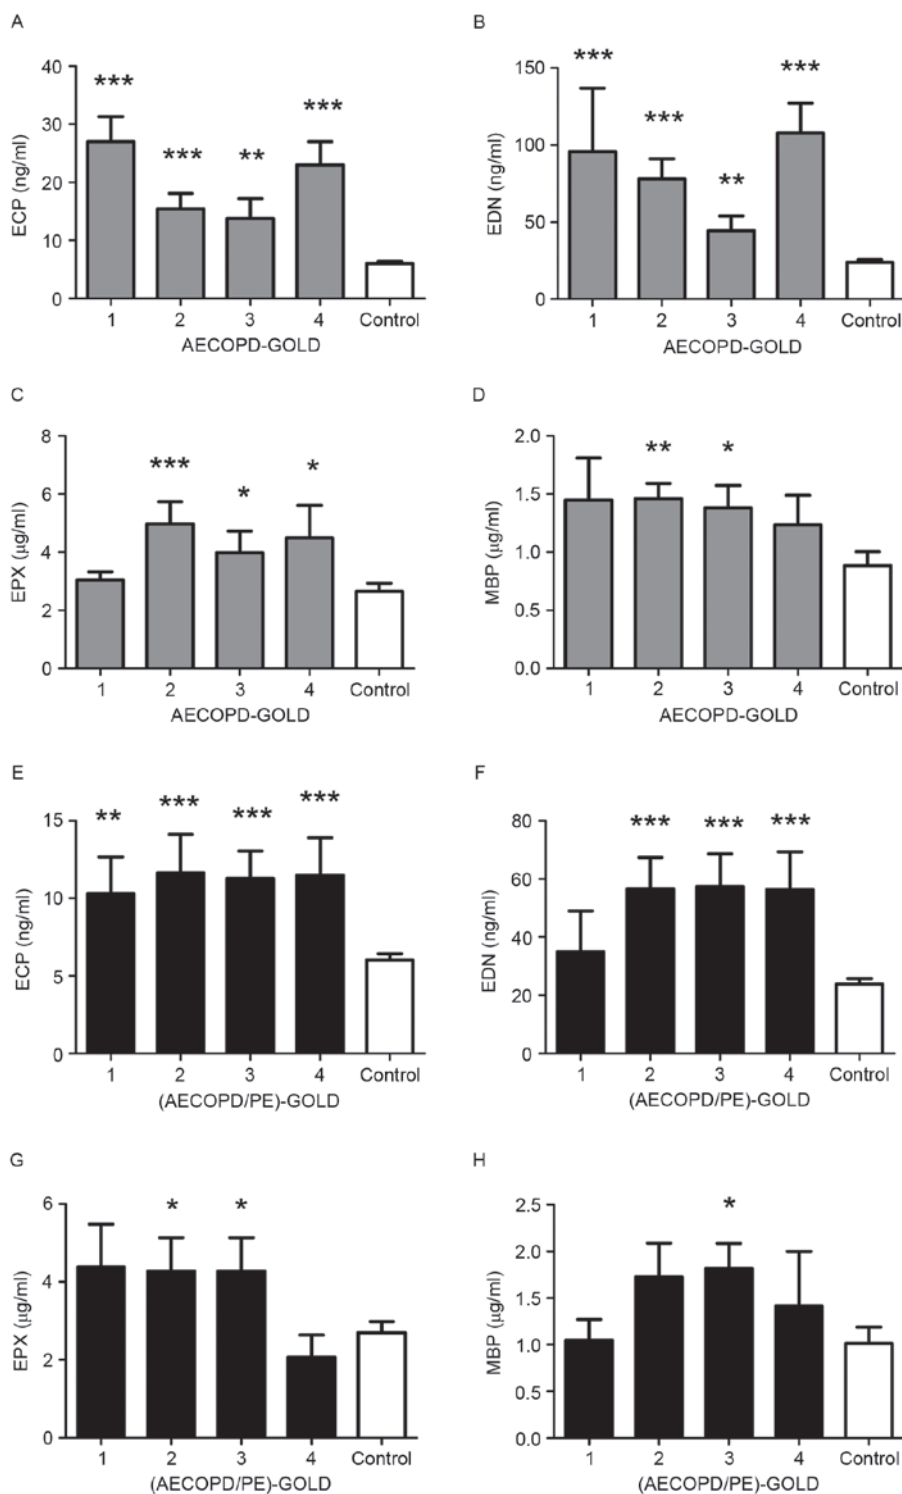 A
40
30
20
10
0
ECP (ng/ml)
***
***
**
***
1 2 3 4 Control
AECOPD-GOLD
B
150
100
50
0
EDN (ng/ml)
***
***
**
***
1 2 3 4 Control
AECOPD-GOLD
C
8
6
4
2
0
EPX (µg/ml)
***
*
*
1 2 3 4 Control
AECOPD-GOLD
D
2.0
1.5
1.0
0.5
0.0
MBP (µg/ml)
**
*
1 2 3 4 Control
AECOPD-GOLD
E
15
10
5
0
ECP (ng/ml)
**
***
***
***
1 2 3 4 Control
(AECOPD/PE)-GOLD
F
80
60
40
20
0
EDN (ng/ml)
***
***
***
1 2 3 4 Control
(AECOPD/PE)-GOLD
G
6
4
2
0
EPX (µg/ml)
*
*
1 2 3 4 Control
(AECOPD/PE)-GOLD
H
2.5
2.0
1.5
1.0
0.5
0.0
MBP (µg/ml)
*
1 2 3 4 Control
(AECOPD/PE)-GOLD